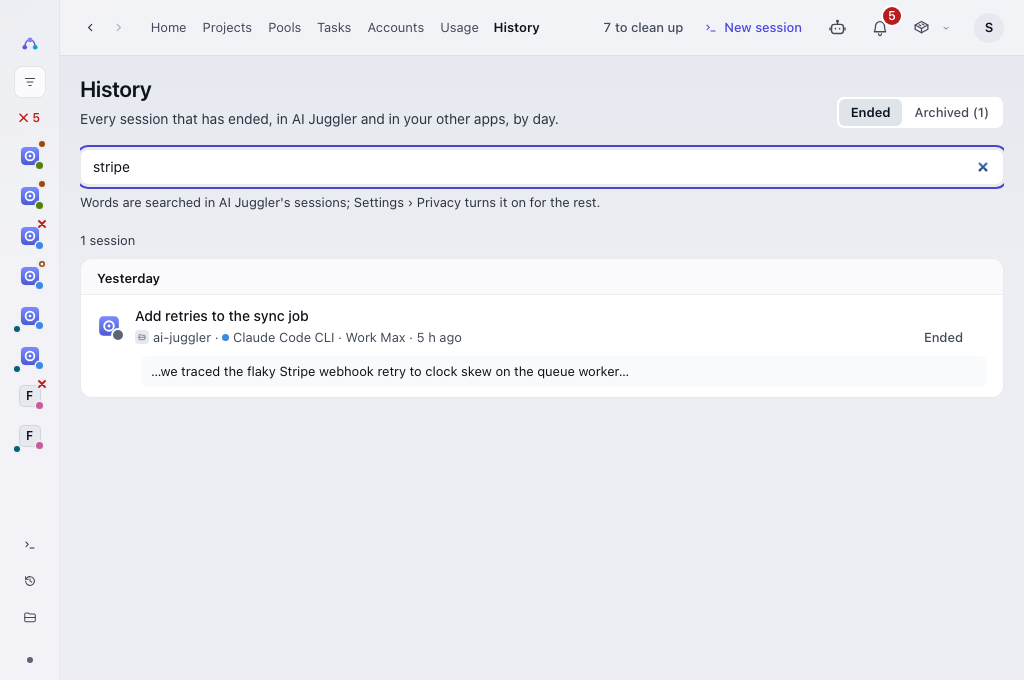 Home Projects Pools Tasks Accounts Usage History 7 to clean up New session 5 S
5
F
F
History
Every session that has ended, in AI Juggler and in your other apps, by day.
Ended Archived (1)
stripe
Words are searched in AI Juggler's sessions; Settings › Privacy turns it on for the rest.
1 session
Yesterday
Add retries to the sync job
ai-juggler · Claude Code CLI · Work Max · 5 h ago
Ended
…we traced the flaky Stripe webhook retry to clock skew on the queue worker…